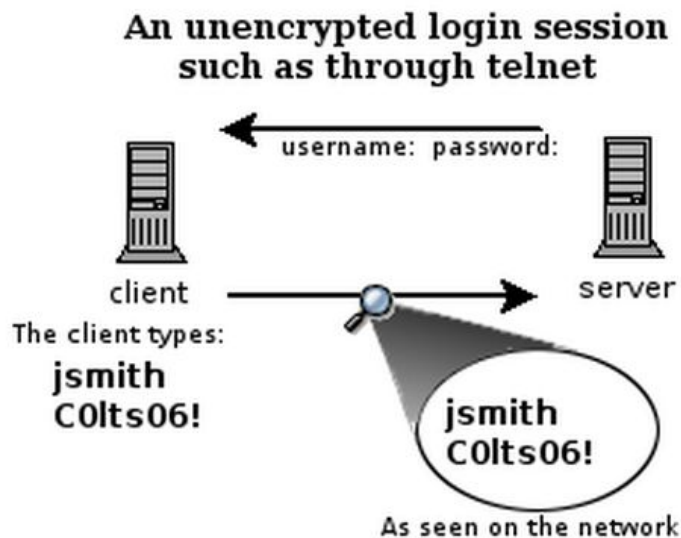 An unencrypted login session
such as through telnet
username: password:
client
server
The client types:
jsmith
C0lts06!
jsmith
C0lts06!
As seen on the network